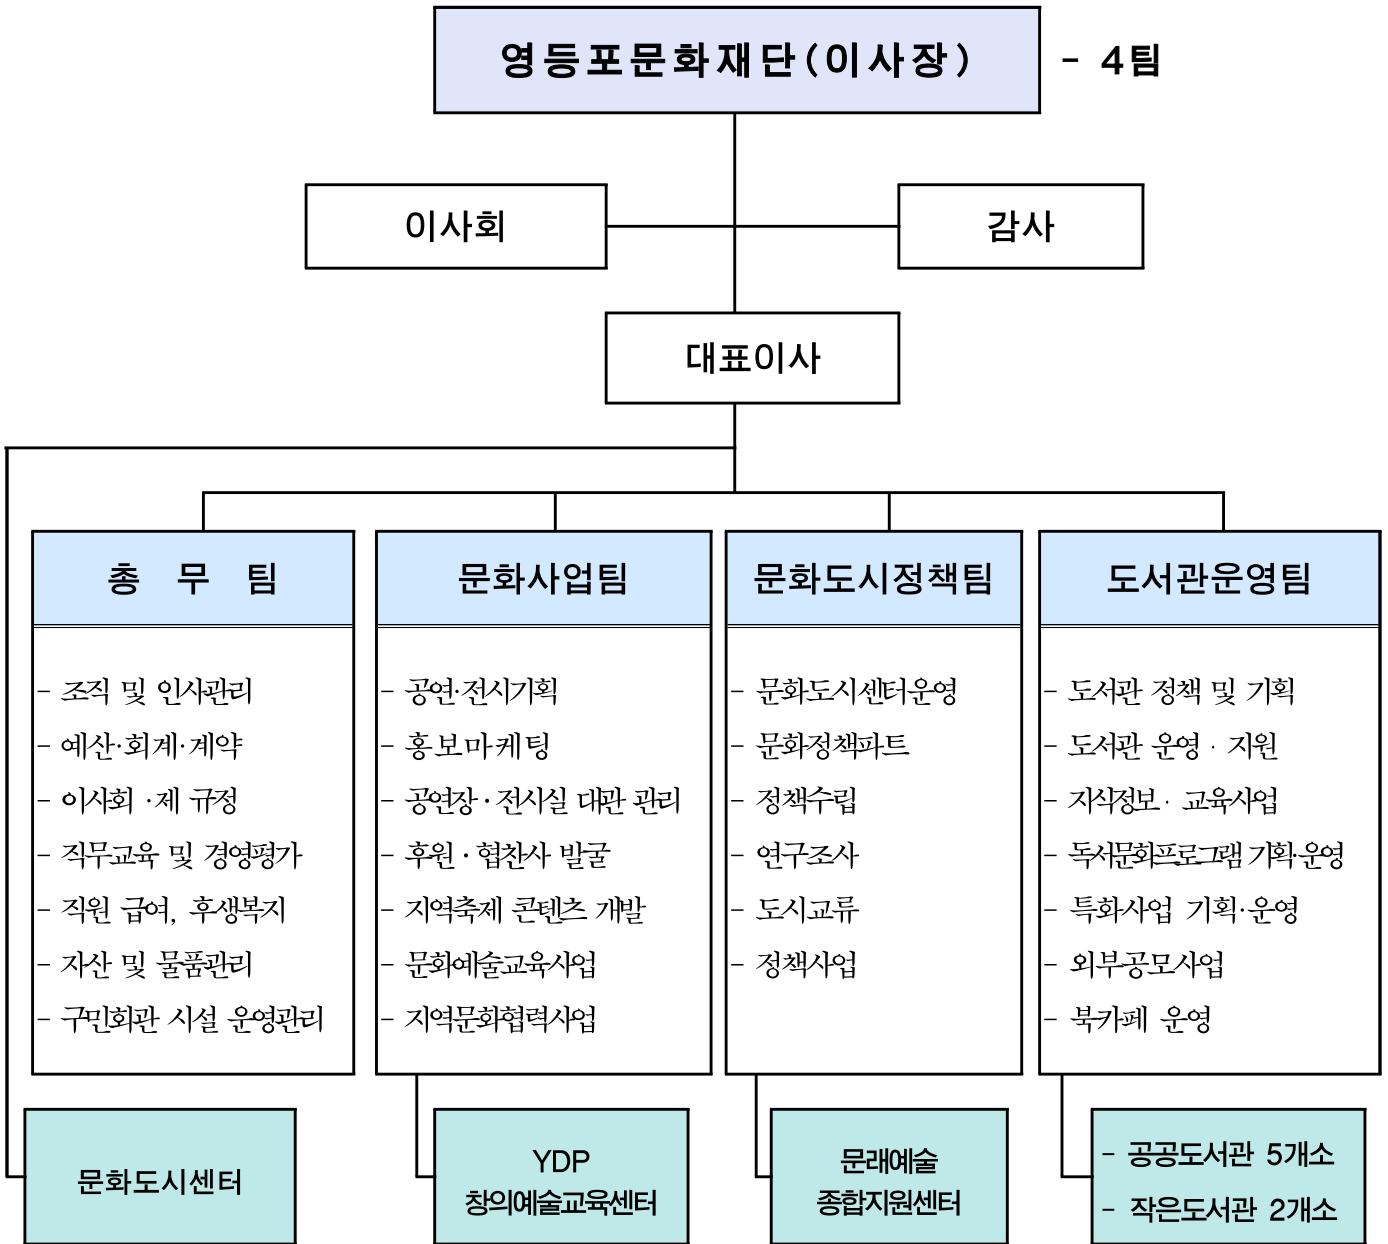 영등포문화재단(이사장) - 4팀
이사회
감사
대표이사
총 무 팀
- 조직 및 인사관리
- 예산·회계·계약
- 이사회 ·제 규정
- 직무교육 및 경영평가
- 직원 급여, 후생복지
- 자산 및 물품관리
- 구민회관 시설 운영관리
문화사업팀
- 공연·전시기획
- 홍보마케팅
- 공연장·전시실 대관 관리
- 후원·협찬사 발굴
- 지역축제 콘텐츠 개발
- 문화예술교육사업
- 지역문화협력사업
문화도시정책팀
- 문화도시센터운영
- 문화정책파트
- 정책수립
- 연구조사
- 도시교류
- 정책사업
도서관운영팀
- 도서관 정책 및 기획
- 도서관 운영 · 지원
- 지식정보 · 교육사업
- 독서문화프로그램 기획·운영
- 특화사업 기획·운영
- 외부공모사업
- 북카페 운영
문화도시센터
YDP
창의예술교육센터
문래예술
종합지원센터
- 공공도서관 5개소
- 작은도서관 2개소